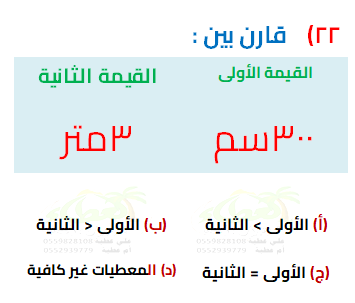 ٢٢) قارن بين :
القيمة الأولى القيمة الثانية
٣٠٠سم ٣متر
(أ) الأولى > الثانية (ب) الأولى < الثانية
(ج) الأولى = الثانية (د) المعطيات غير كافية